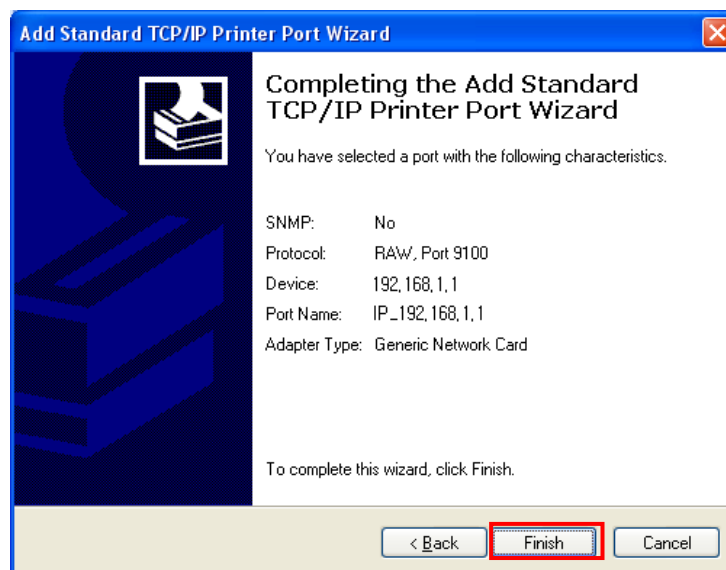 Add Standard TCP/IP Printer Port Wizard
Completing the Add Standard
TCP/IP Printer Port Wizard
You have selected a port with the following characteristics.
SNMP: No
Protocol: RAW, Port 9100
Device: 192,168,1,1
Port Name: IP_192,168,1,1
Adapter Type: Generic Network Card
To complete this wizard, click Finish.
< Back Finish Cancel